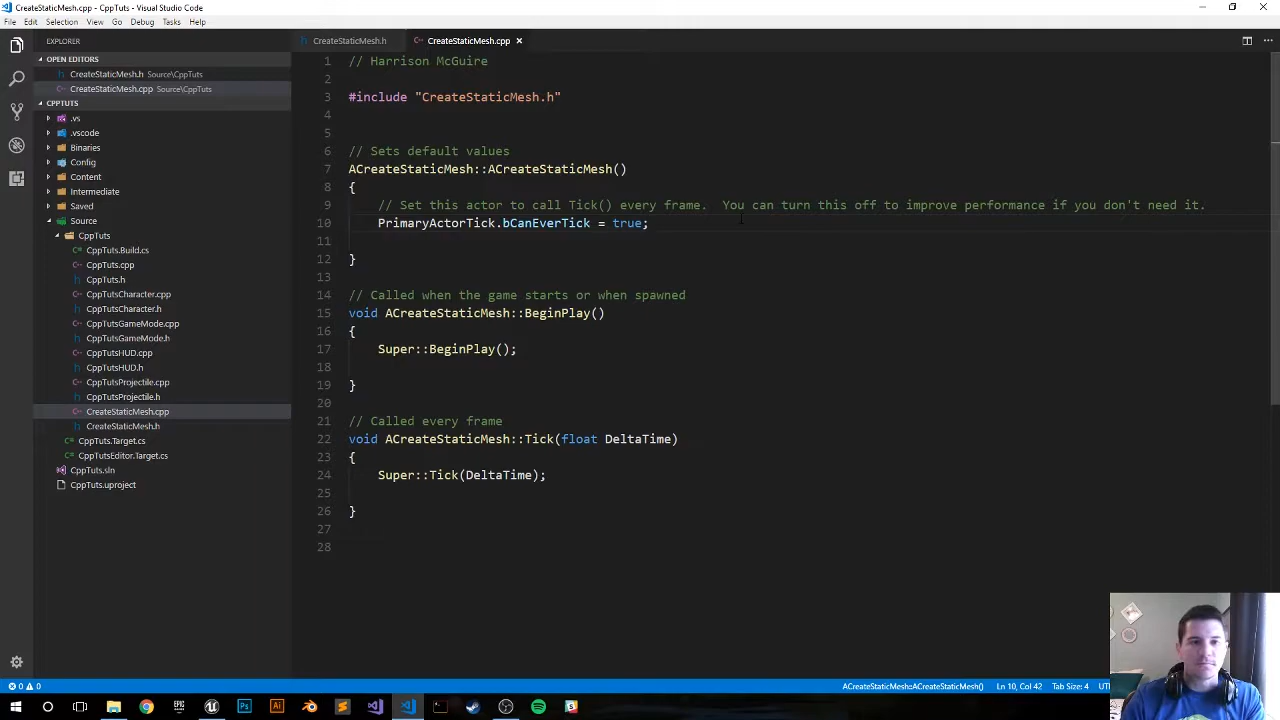 CreateStaticMesh.cpp - CppTuts - Visual Studio Code
File Edit Selection View Go Debug Tasks Help
EXPLORER
OPEN EDITORS
CreateStaticMesh.h Source\CppTuts
CreateStaticMesh.cpp Source\CppTuts
CPPTUTS
.vs
.vscode
Binaries
Config
Content
Intermediate
Saved
Source
CppTuts
CppTuts.Build.cs
CppTuts.cpp
CppTuts.h
CppTutsCharacter.cpp
CppTutsCharacter.h
CppTutsGameMode.cpp
CppTutsGameMode.h
CppTutsHUD.cpp
CppTutsHUD.h
CppTutsProjectile.cpp
CppTutsProjectile.h
CreateStaticMesh.cpp
CreateStaticMesh.h
CppTuts.Target.cs
CppTutsEditor.Target.cs
CppTuts.sln
CppTuts.uproject
CreateStaticMesh.h CreateStaticMesh.cpp
1 // Harrison McGuire
2
3 #include "CreateStaticMesh.h"
4
5
6 // Sets default values
7 ACreateStaticMesh::ACreateStaticMesh()
8 {
9 // Set this actor to call Tick() every frame.  You can turn this off to improve performance if you don't need it.
10 PrimaryActorTick.bCanEverTick = true;
11
12 }
13
14 // Called when the game starts or when spawned
15 void ACreateStaticMesh::BeginPlay()
16 {
17 Super::BeginPlay();
18
19 }
20
21 // Called every frame
22 void ACreateStaticMesh::Tick(float DeltaTime)
23 {
24 Super::Tick(DeltaTime);
25
26 }
27
28
0 0 ACreateStaticMesh::ACreateStaticMesh() Ln 10, Col 42 Tab Size: 4 UT